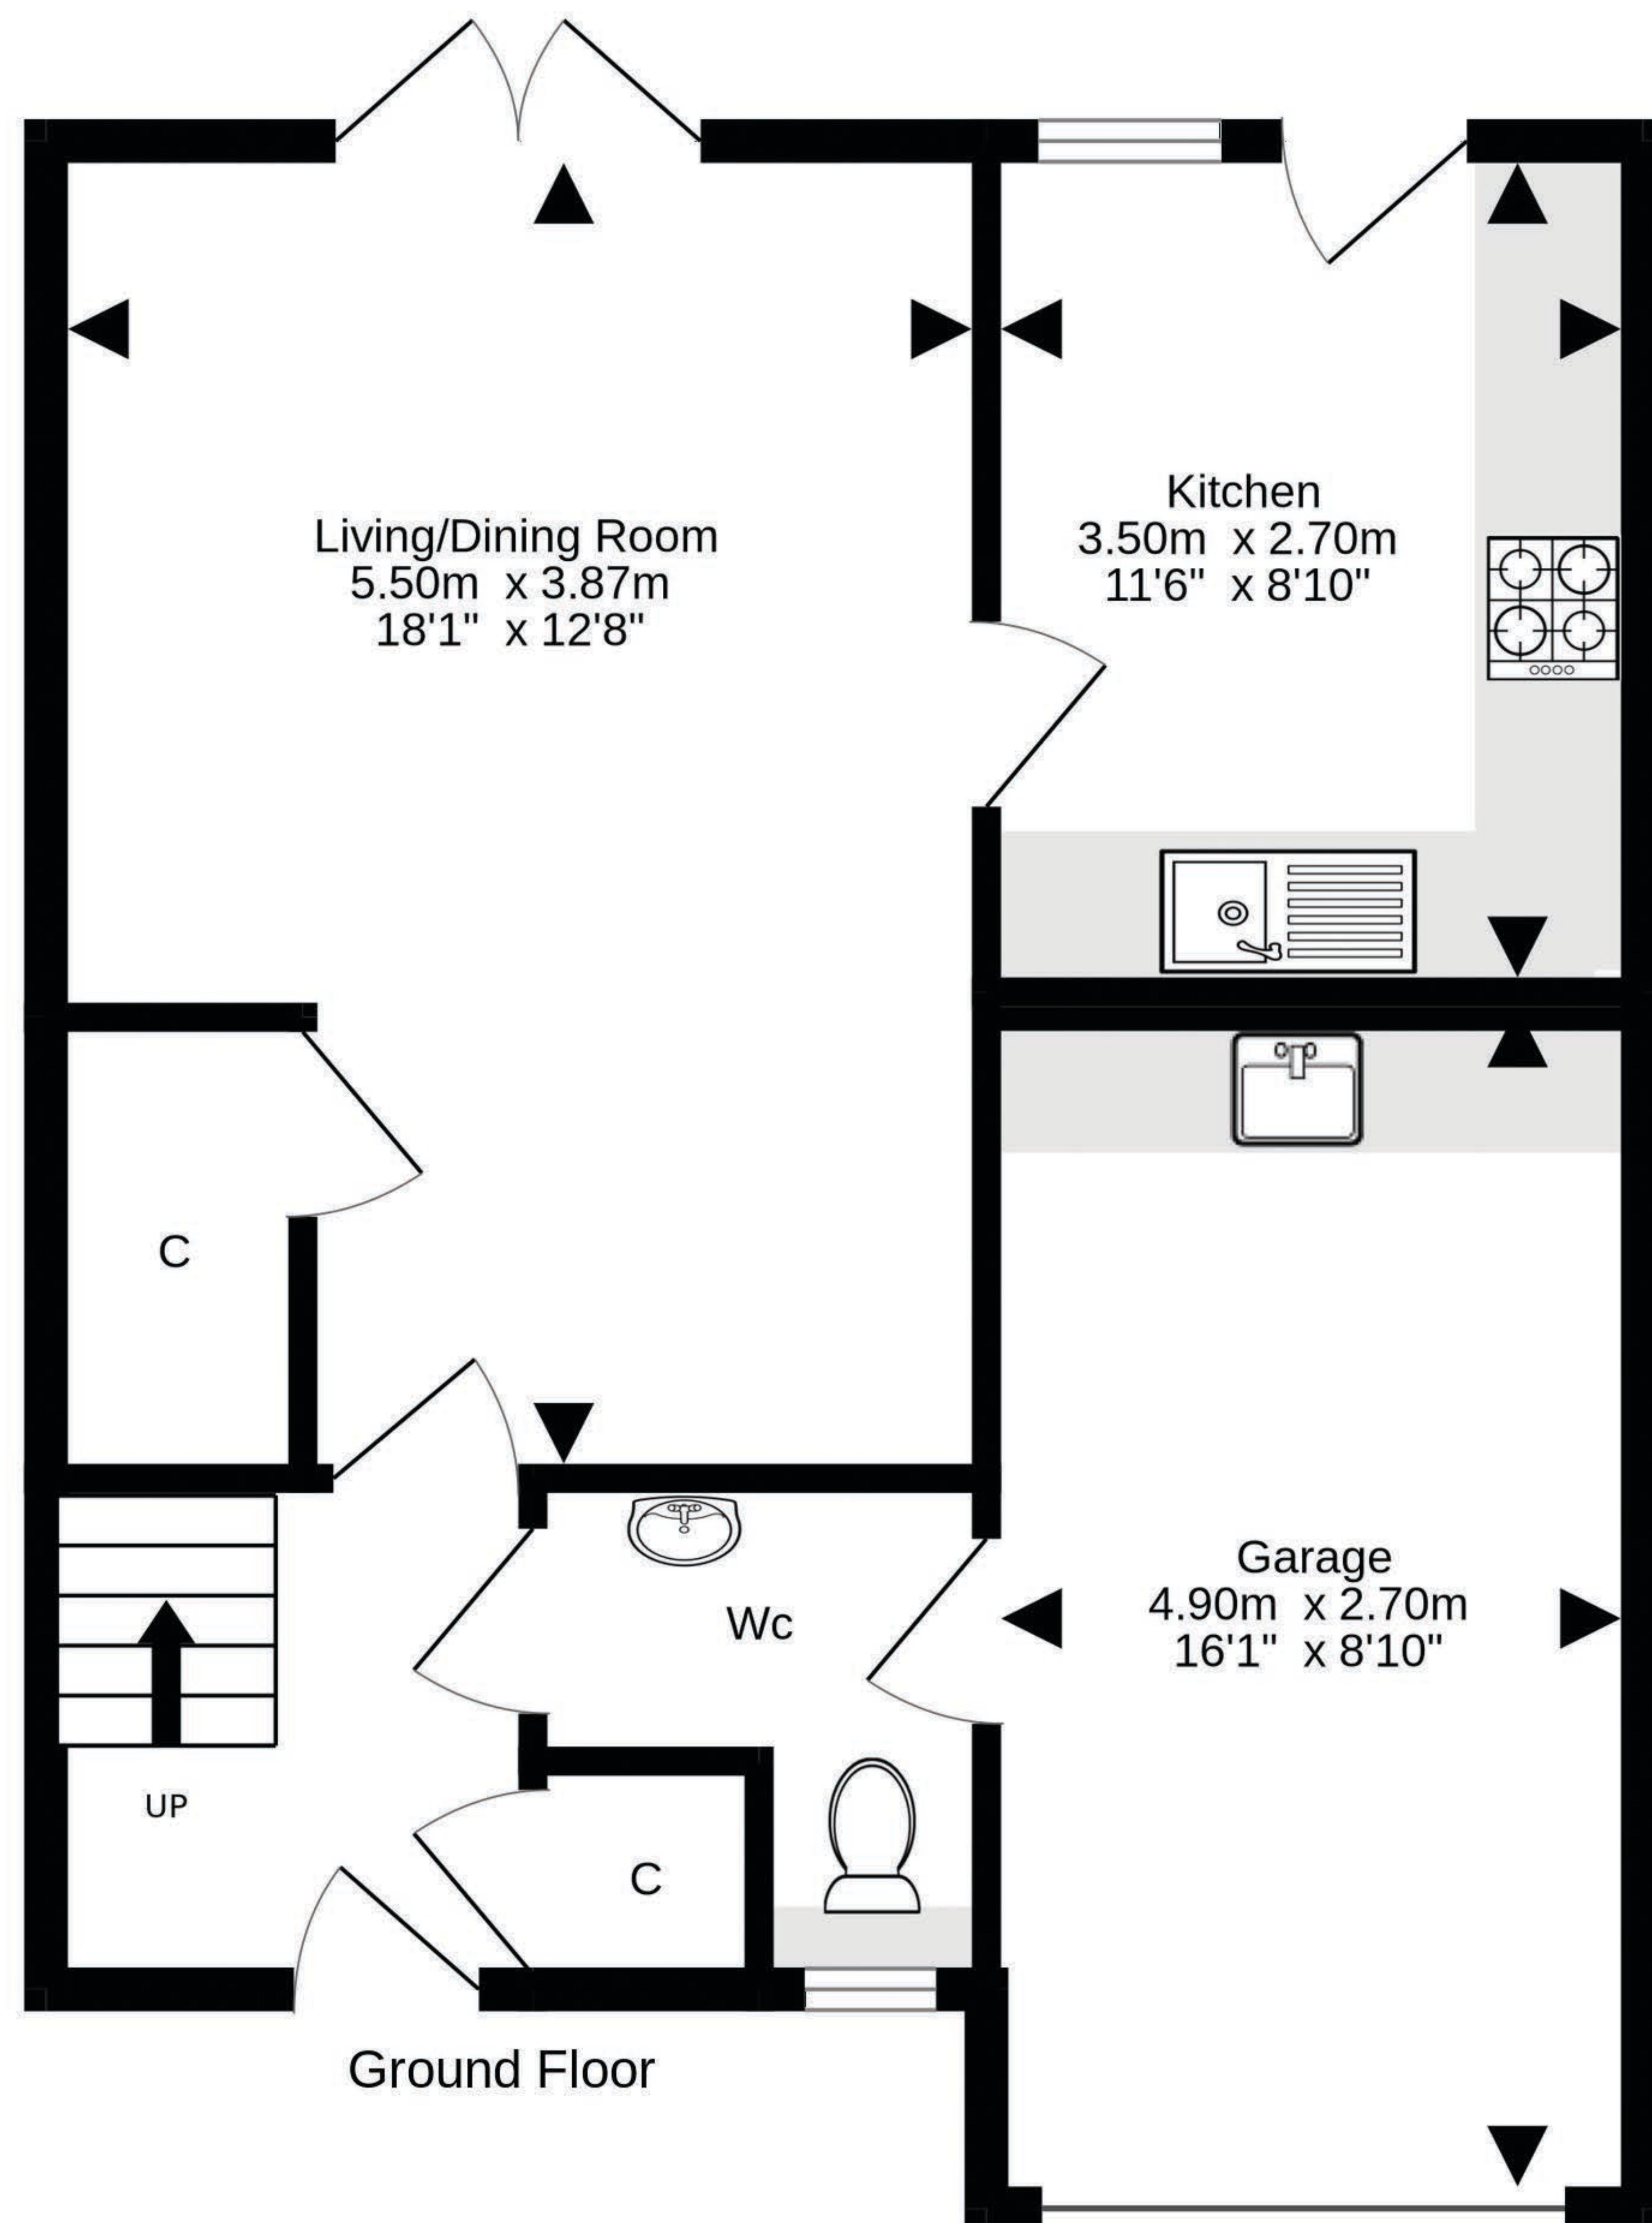 Living/Dining Room
5.50m x 3.87m
18'1" x 12'8"
Kitchen
3.50m x 2.70m
11'6" x 8'10"
C
Garage
4.90m x 2.70m
16'1" x 8'10"
Wc
UP
C
Ground Floor